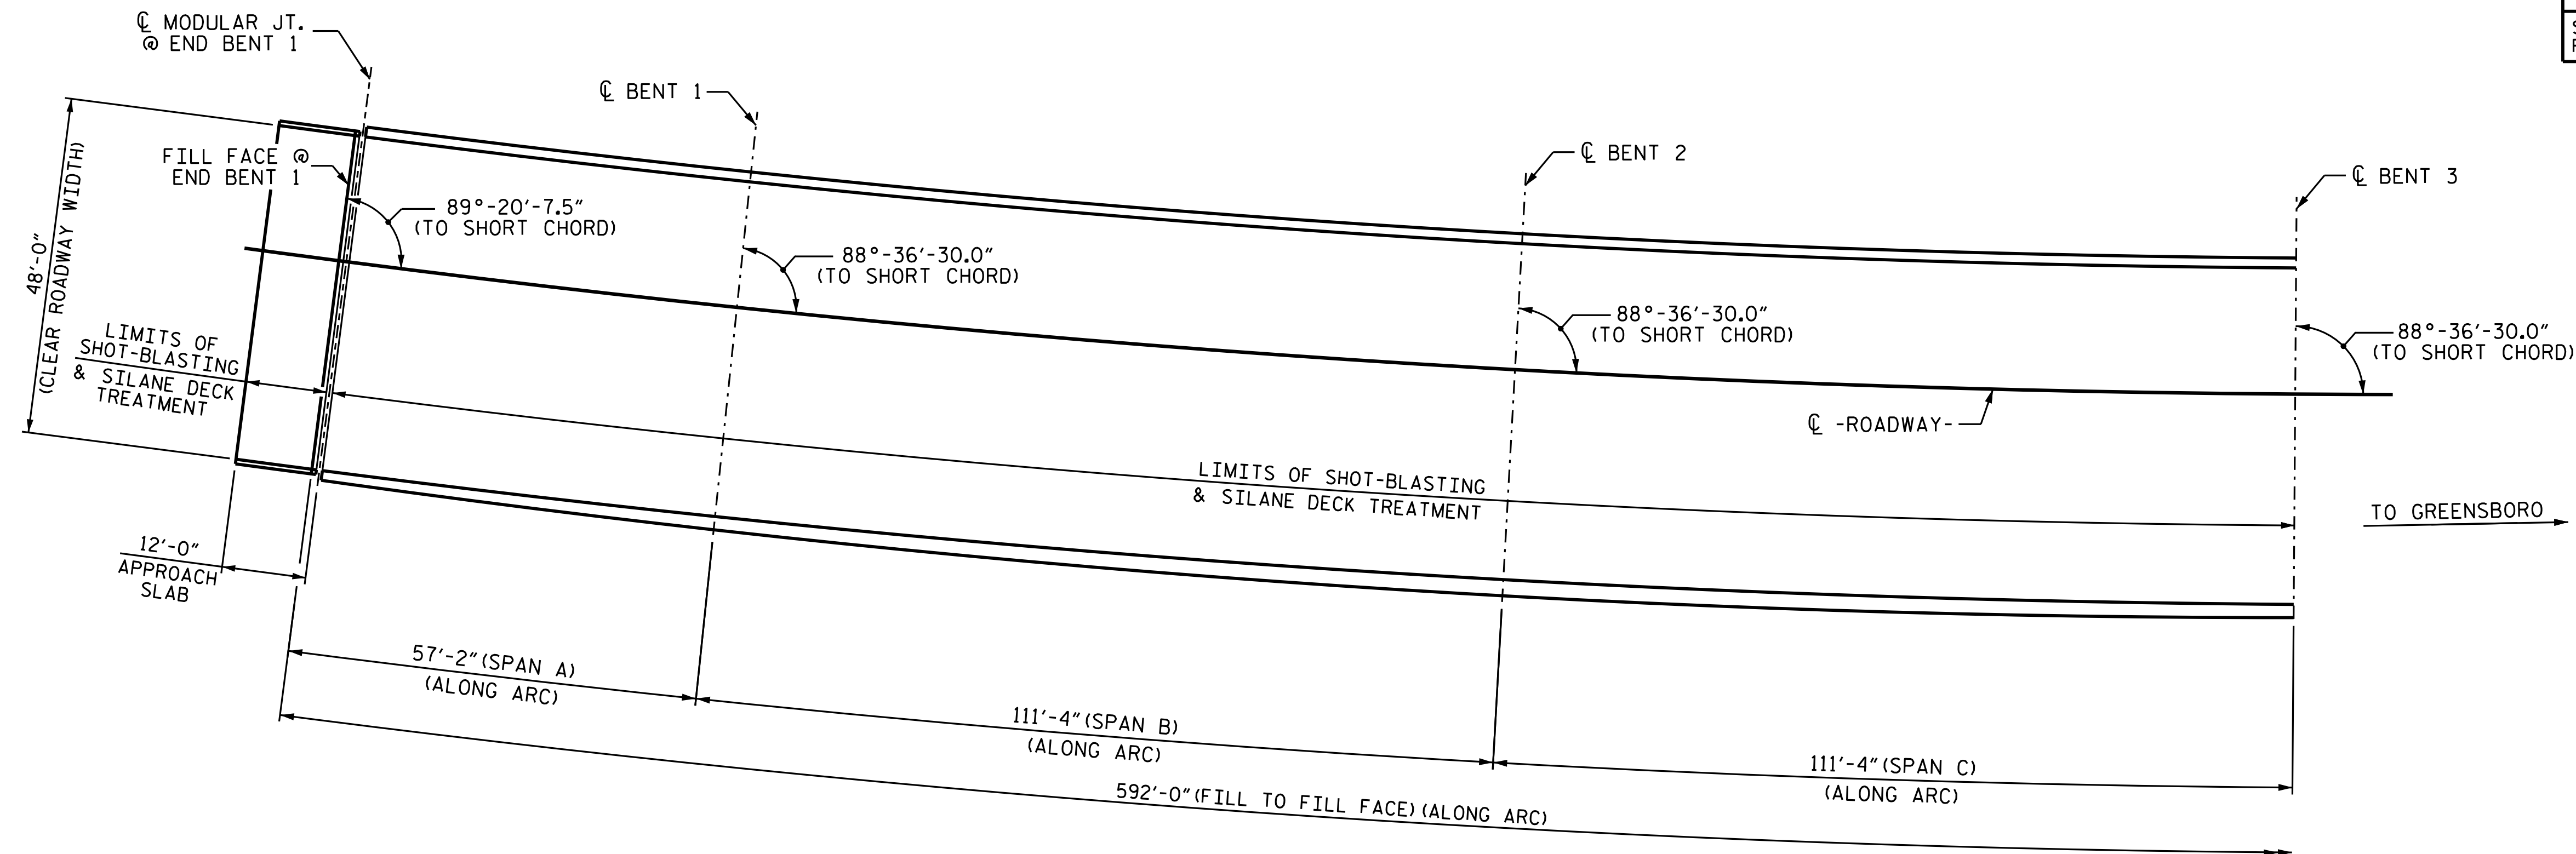 ℄ MODULAR JT.
@ END BENT 1
℄ BENT 1
℄ BENT 2
℄ BENT 3
FILL FACE @
END BENT 1
48'-0"
(CLEAR ROADWAY WIDTH)
89°-20'-7.5"
(TO SHORT CHORD)
88°-36'-30.0"
(TO SHORT CHORD)
88°-36'-30.0"
(TO SHORT CHORD)
88°-36'-30.0"
(TO SHORT CHORD)
LIMITS OF
SHOT-BLASTING
& SILANE DECK
TREATMENT
℄ -ROADWAY-
LIMITS OF SHOT-BLASTING
& SILANE DECK TREATMENT
TO GREENSBORO
12'-0"
APPROACH
SLAB
57'-2"(SPAN A)
(ALONG ARC)
111'-4"(SPAN B)
(ALONG ARC)
111'-4"(SPAN C)
(ALONG ARC)
592'-0"(FILL TO FILL FACE)(ALONG ARC)